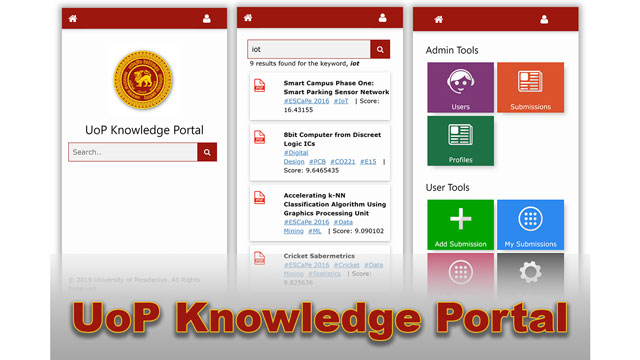 UoP Knowledge Portal
Search..
© 2019 University of Peradeniya, All Rights
Reserved
iot
9 results found for the keyword, iot
Smart Campus Phase One:
Smart Parking Sensor Network
#ESCaPe 2016 #IoT | Score:
16.43155
8bit Computer from Discreet
Logic ICs
#Digital
Design #PCB #CO221 #E15 |
Score: 9.6465435
Accelerating k-NN
Classification Algorithm Using
Graphics Processing Unit
#ESCaPe 2016 #Data
Mining #ML | Score: 9.090102
Cricket Sabermetrics
#ESCaPe 2016 #Cricket #Data
Mining #Statistics | Score:
8.825636
Admin Tools
Users
Submissions
Profiles
User Tools
Add Submission
My Submissions
UoP Knowledge Portal